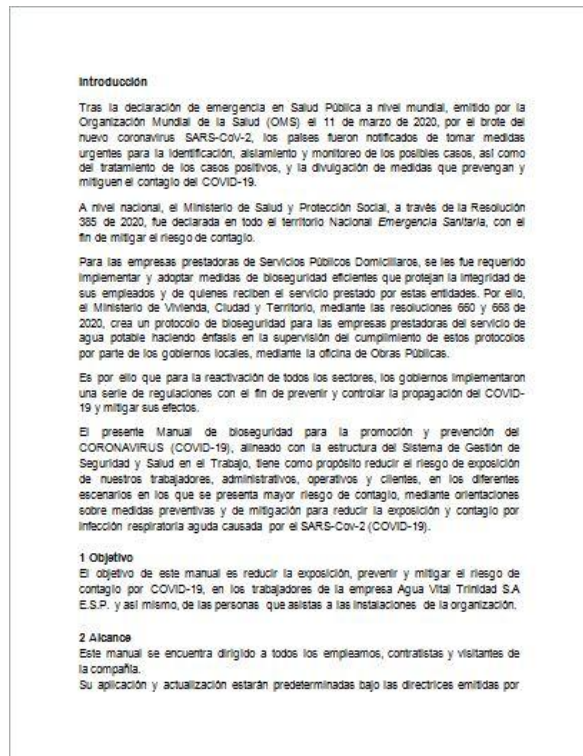 Introducción
Tras la declaración de emergencia en Salud Pública a nivel mundial, emitido por la
Organización Mundial de la Salud (OMS) el 11 de marzo de 2020, por el brote del
nuevo coronavirus SARS-CoV-2, los países fueron notificados de tomar medidas
urgentes para la identificación, aislamiento y monitoreo de los posibles casos, así como
del tratamiento de los casos positivos, y la divulgación de medidas que prevengan y
mitiguen el contagio del COVID-19.
A nivel nacional, el Ministerio de Salud y Protección Social, a través de la Resolución
385 de 2020, fue declarada en todo el territorio Nacional Emergencia Sanitaria, con el
fin de mitigar el riesgo de contagio.
Para las empresas prestadoras de Servicios Públicos Domiciliaros, se les fue requerido
implementar y adoptar medidas de bioseguridad eficientes que protejan la integridad de
sus empleados y de quienes reciben el servicio prestado por estas entidades. Por ello,
el Ministerio de Vivienda, Ciudad y Territorio, mediante las resoluciones 660 y 668 de
2020, crea un protocolo de bioseguridad para las empresas prestadoras del servicio de
agua potable haciendo énfasis en la supervisión del cumplimiento de estos protocolos
por parte de los gobiernos locales, mediante la oficina de Obras Públicas.
Es por ello que para la reactivación de todos los sectores, los gobiernos implementaron
una serie de regulaciones con el fin de prevenir y controlar la propagación del COVID-
19 y mitigar sus efectos.
El presente Manual de bioseguridad para la promoción y prevención del
CORONAVIRUS (COVID-19), alineado con la estructura del Sistema de Gestión de
Seguridad y Salud en el Trabajo, tiene como propósito reducir el riesgo de exposición
de nuestros trabajadores, administrativos, operativos y clientes, en los diferentes
escenarios en los que se presenta mayor riesgo de contagio, mediante orientaciones
sobre medidas preventivas y de mitigación para reducir la exposición y contagio por
infección respiratoria aguda causada por el SARS-Cov-2 (COVID-19).
1 Objetivo
El objetivo de este manual es reducir la exposición, prevenir y mitigar el riesgo de
contagio por COVID-19, en los trabajadores de la empresa Agua Vital Trinidad S.A
E.S.P. y así mismo, de las personas que asistas a las instalaciones de la organización.
2 Alcance
Este manual se encuentra dirigido a todos los empleamos, contratistas y visitantes de
la compañía.
Su aplicación y actualización estarán predeterminadas bajo las directrices emitidas por